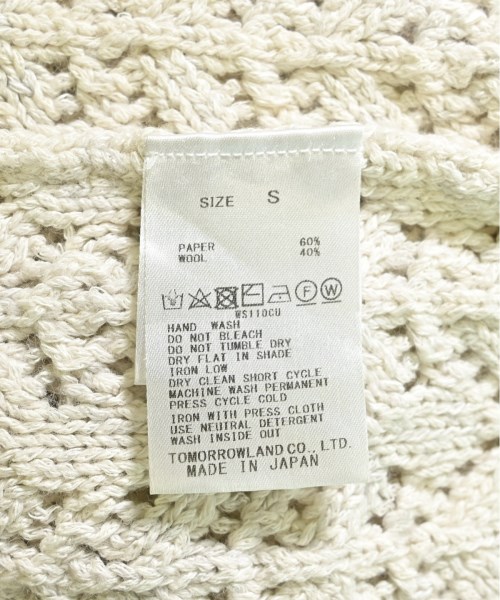 SIZE S
PAPER 60%
WOOL 40%
F W
WS110CU
HAND WASH
DO NOT BLEACH
DO NOT TUMBLE DRY
DRY FLAT IN SHADE
IRON LOW
DRY CLEAN SHORT CYCLE
MACHINE WASH PERMANENT
PRESS CYCLE COLD
IRON WITH PRESS CLOTH
USE NEUTRAL DETERGENT
WASH INSIDE OUT
TOMORROWLAND CO., LTD.
MADE IN JAPAN